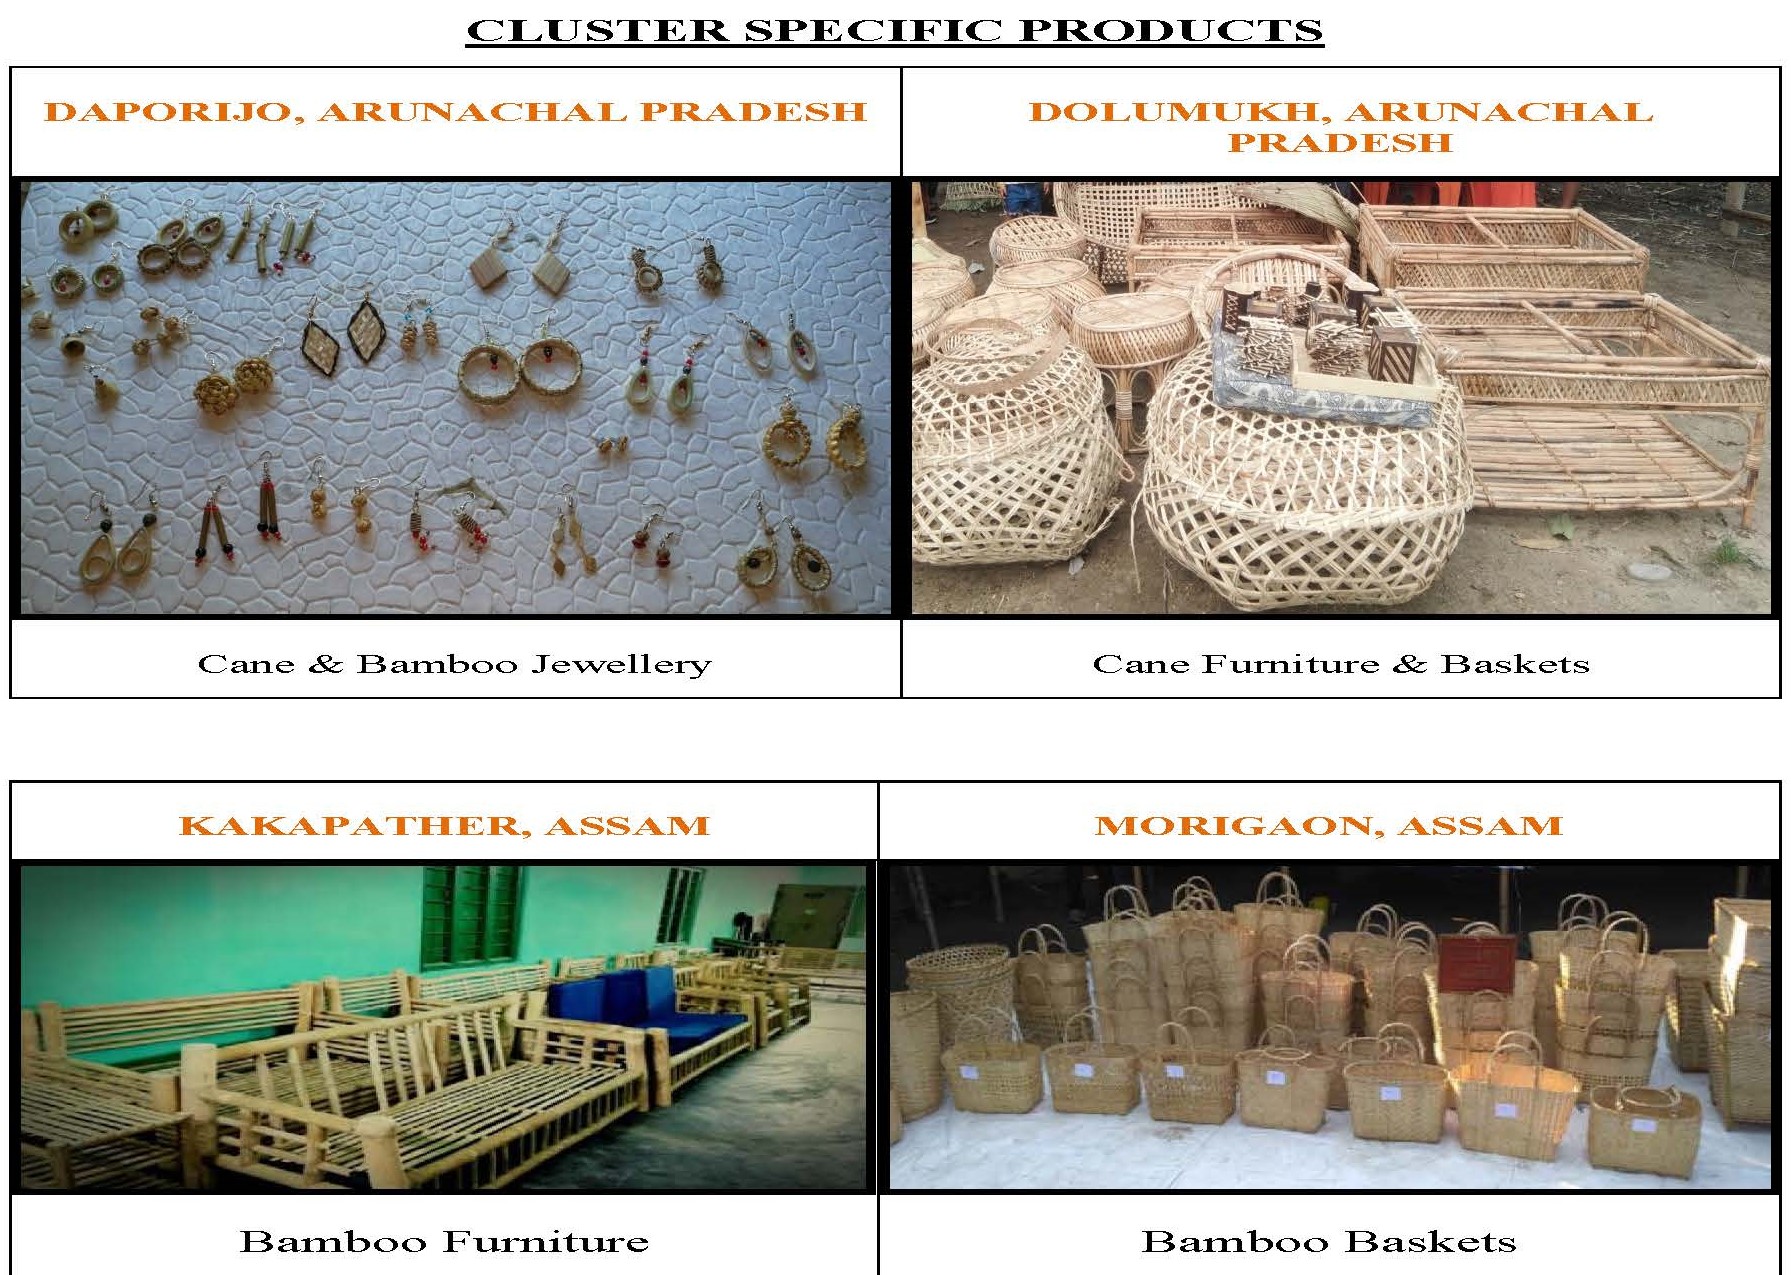 CLUSTER SPECIFIC PRODUCTS
DAPORIJO, ARUNACHAL PRADESH
DOLUMUKH, ARUNACHAL
PRADESH
Cane & Bamboo Jewellery
Cane Furniture & Baskets
KAKAPATHER, ASSAM
MORIGAON, ASSAM
Bamboo Furniture
Bamboo Baskets